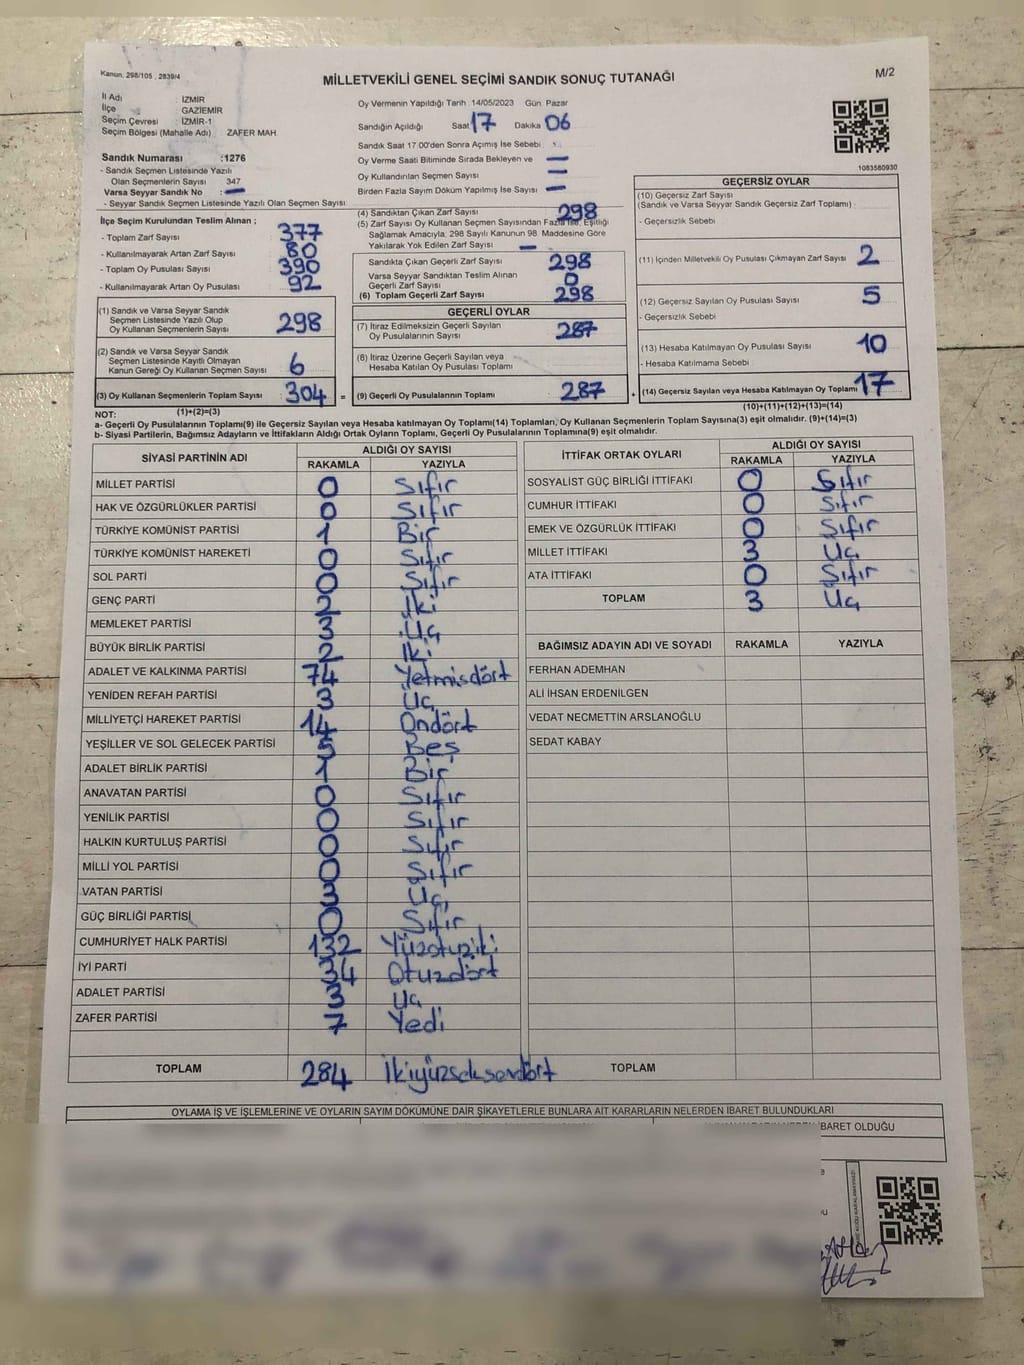 Kanun, 298/105 , 2839/4
MİLLETVEKİLİ GENEL SEÇİMİ SANDIK SONUÇ TUTANAĞI
M/2
İl Adı : İZMİR
İlçe : GAZİEMİR
Seçim Çevresi : İZMİR-1
Seçim Bölgesi (Mahalle Adı) ZAFER MAH.
Sandık Numarası :1276
- Sandık Seçmen Listesinde Yazılı
Olan Seçmenlerin Sayısı 347
Varsa Seyyar Sandık No : —
- Seyyar Sandık Seçmen Listesinde Yazılı Olan Seçmen Sayısı
Oy Vermenin Yapıldığı Tarih 14/05/2023 Gün Pazar
Sandığın Açıldığı Saat 17 Dakika 06
Sandık Saat 17.00'den Sonra Açımış İse Sebebi
Oy Verme Saati Bitiminde Sırada Bekleyen ve —
Oy Kullandırılan Seçmen Sayısı —
Birden Fazla Sayım Döküm Yapılmış İse Sayısı —
1083580930
İlçe Seçim Kurulundan Teslim Alınan ;
- Toplam Zarf Sayısı 377
- Kullanılmayarak Artan Zarf Sayısı 80
- Toplam Oy Pusulası Sayısı 390
- Kullanılmayarak Artan Oy Pusulası 92
(4) Sandıktan Çıkan Zarf Sayısı 298
(5) Zarf Sayısı Oy Kullanan Seçmen Sayısından Fazla İse, Eşitliği
Sağlamak Amacıyla; 298 Sayılı Kanunun 98. Maddesine Göre
Yakılarak Yok Edilen Zarf Sayısı —
Sandıkta Çıkan Geçerli Zarf Sayısı 298
Varsa Seyyar Sandıktan Teslim Alınan
Geçerli Zarf Sayısı 0
(6) Toplam Geçerli Zarf Sayısı 298
GEÇERSİZ OYLAR
(10) Geçersiz Zarf Sayısı
(Sandık ve Varsa Seyyar Sandık Geçersiz Zarf Toplamı) :
- Geçersizlik Sebebi
(11) İçinden Milletvekili Oy Pusulası Çıkmayan Zarf Sayısı 2
(12) Geçersiz Sayılan Oy Pusulası Sayısı 5
- Geçersizlik Sebebi
(13) Hesaba Katılmayan Oy Pusulası Sayısı 10
- Hesaba Katılmama Sebebi
(14) Geçersiz Sayılan veya Hesaba Katılmayan Oy Toplamı 17
(10)+(11)+(12)+(13)=(14)
(1) Sandık ve Varsa Seyyar Sandık
Seçmen Listesinde Yazılı Olup
Oy Kullanan Seçmenlerin Sayısı 298
(2) Sandık ve Varsa Seyyar Sandık
Seçmen Listesinde Kayıtlı Olmayan
Kanun Gereği Oy Kullanan Seçmen Sayısı 6
(3) Oy Kullanan Seçmenlerin Toplam Sayısı 304 =
(1)+(2)=(3)
GEÇERLİ OYLAR
(7) İtiraz Edilmeksizin Geçerli Sayılan
Oy Pusulalarının Sayısı 287
(8) İtiraz Üzerine Geçerli Sayılan veya
Hesaba Katılan Oy Pusulası Toplamı
(9) Geçerli Oy Pusulalarının Toplamı 287 +
NOT:
a- Geçerli Oy Pusulaları Toplamı(9) ile Geçersiz Sayılan veya Hesaba katılmayan Oy Toplamı(14) Toplamları, Oy Kullanan Seçmenlerin Toplam Sayısına(3) eşit olmalıdır. (9)+(14)=(3)
b- Siyasi Partilerin, Bağımsız Adayların ve İttifakların Aldığı Ortak Oyların Toplamı, Geçerli Oy Pusulalarının Toplamına(9) eşit olmalıdır.
SİYASİ PARTİNİN ADI ALDIĞI OY SAYISI
RAKAMLA YAZIYLA
MİLLET PARTİSİ 0 Sıfır
HAK VE ÖZGÜRLÜKLER PARTİSİ 0 Sıfır
TÜRKİYE KOMÜNİST PARTİSİ 1 Bir
TÜRKİYE KOMÜNİST HAREKETİ 0 Sıfır
SOL PARTİ 0 Sıfır
GENÇ PARTİ 2 İki
MEMLEKET PARTİSİ 3 Üç
BÜYÜK BİRLİK PARTİSİ 2 İki
ADALET VE KALKINMA PARTİSİ 74 Yetmisdört
YENİDEN REFAH PARTİSİ 3 Üç
MİLLİYETÇİ HAREKET PARTİSİ 14 Ondört
YEŞİLLER VE SOL GELECEK PARTİSİ 5 Beş
ADALET BİRLİK PARTİSİ 1 Bir
ANAVATAN PARTİSİ 0 Sıfır
YENİLİK PARTİSİ 0 Sıfır
HALKIN KURTULUŞ PARTİSİ 0 Sıfır
MİLLİ YOL PARTİSİ 0 Sıfır
VATAN PARTİSİ 3 Üç
GÜÇ BİRLİĞİ PARTİSİ 0 Sıfır
CUMHURİYET HALK PARTİSİ 132 Yüzotuziki
İYİ PARTİ 34 Otuzdört
ADALET PARTİSİ 3 Üç
ZAFER PARTİSİ 7 Yedi
TOPLAM 284 İkiyüzseksendört
İTTİFAK ORTAK OYLARI ALDIĞI OY SAYISI
RAKAMLA YAZIYLA
SOSYALİST GÜÇ BİRLİĞİ İTTİFAKI 0 Sıfır
CUMHUR İTTİFAKI 0 Sıfır
EMEK VE ÖZGÜRLÜK İTTİFAKI 0 Sıfır
MİLLET İTTİFAKI 3 Üç
ATA İTTİFAKI 0 Sıfır
TOPLAM 3 Üç
BAĞIMSIZ ADAYIN ADI VE SOYADI RAKAMLA YAZIYLA
FERHAN ADEMHAN
ALİ İHSAN ERDENİLGEN
VEDAT NECMETTİN ARSLANOĞLU
SEDAT KABAY
TOPLAM
OYLAMA İŞ VE İŞLEMLERİNE VE OYLARIN SAYIM DÖKÜMÜNE DAİR ŞİKAYETLERLE BUNLARA AİT KARARLARIN NELERDEN İBARET BULUNDUKLARI
İBARET OLDUĞU